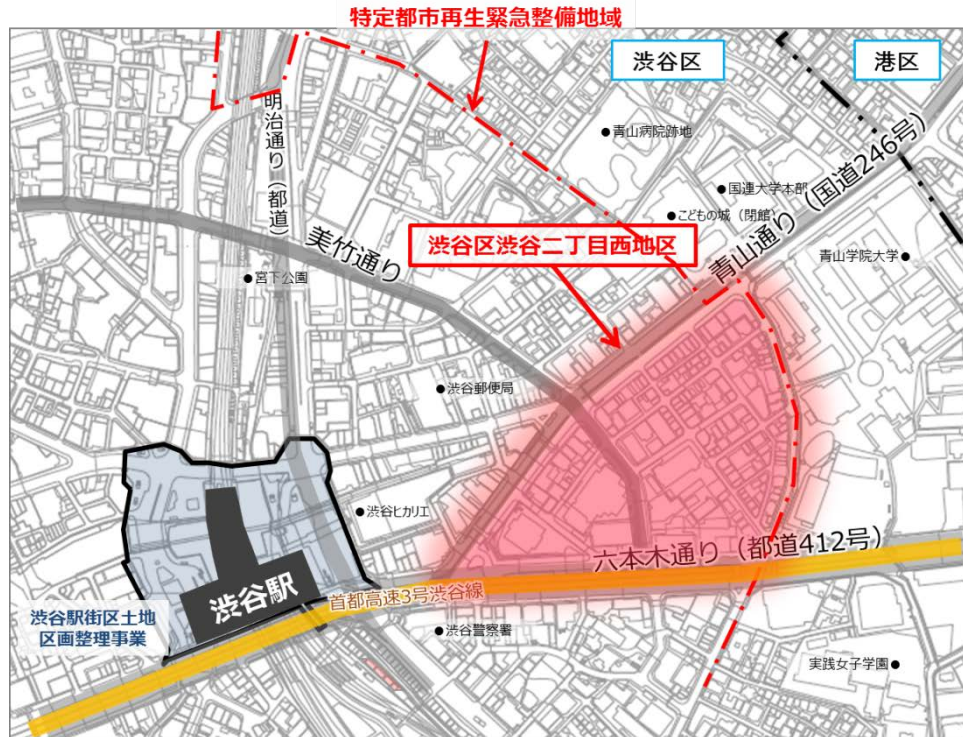 特定都市再生緊急整備地域
渋谷区
港区
明治通り（都道）
青山病院跡地
国連大学本部
こどもの城（閉館）
青山通り（国道246号）
美竹通り
渋谷区渋谷二丁目西地区
青山学院大学
宮下公園
渋谷郵便局
渋谷ヒカリエ
六本木通り（都道412号）
渋谷駅
首都高速3号渋谷線
渋谷駅街区土地
区画整理事業
渋谷警察署
実践女子学園